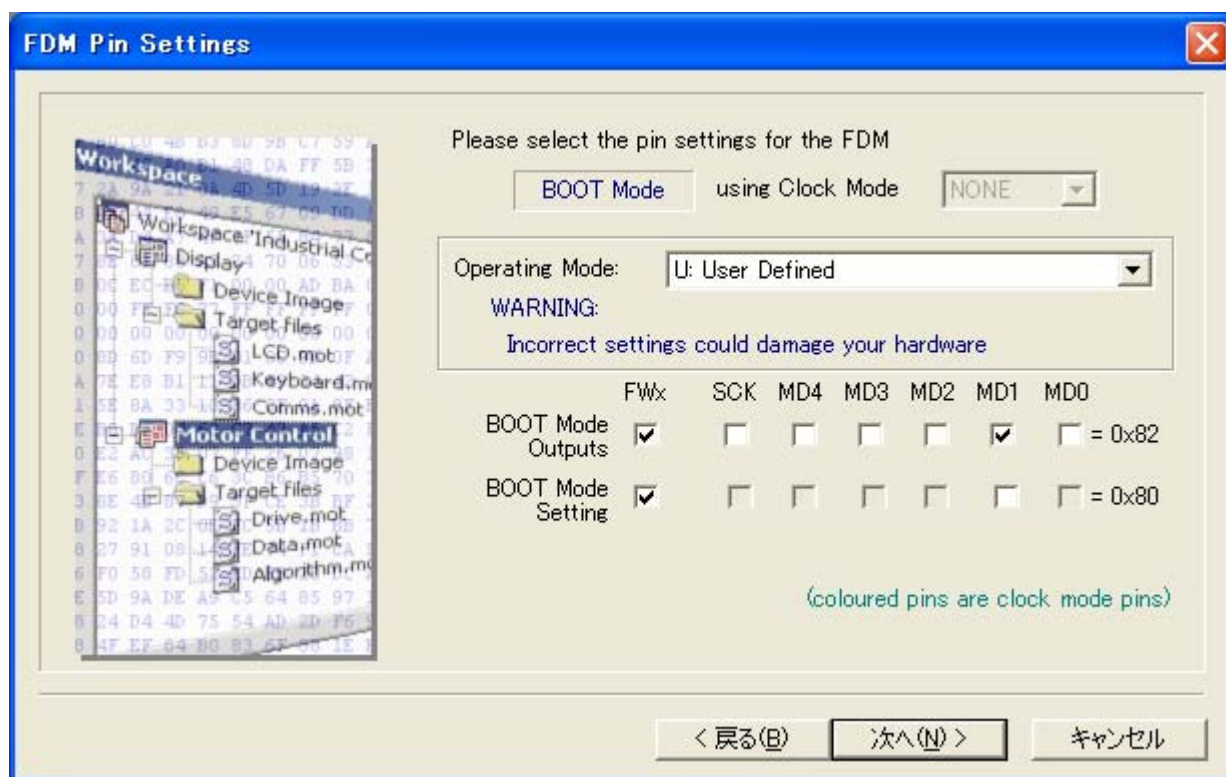 FDM Pin Settings
Workspace
Workspace 'Industrial Co
Display
Device Image
Target files
LCD.mot
Keyboard.mo
Comms.mot
Motor Control
Device Image
Target files
Drive.mot
Data.mot
Algorithm.mo
Please select the pin settings for the FDM
BOOT Mode using Clock Mode NONE
Operating Mode: U: User Defined
WARNING:
Incorrect settings could damage your hardware
FWx SCK MD4 MD3 MD2 MD1 MD0
BOOT Mode
Outputs
= 0x82
BOOT Mode
Setting
= 0x80
(coloured pins are clock mode pins)
< 戻る(B)
次へ(N) >
キャンセル